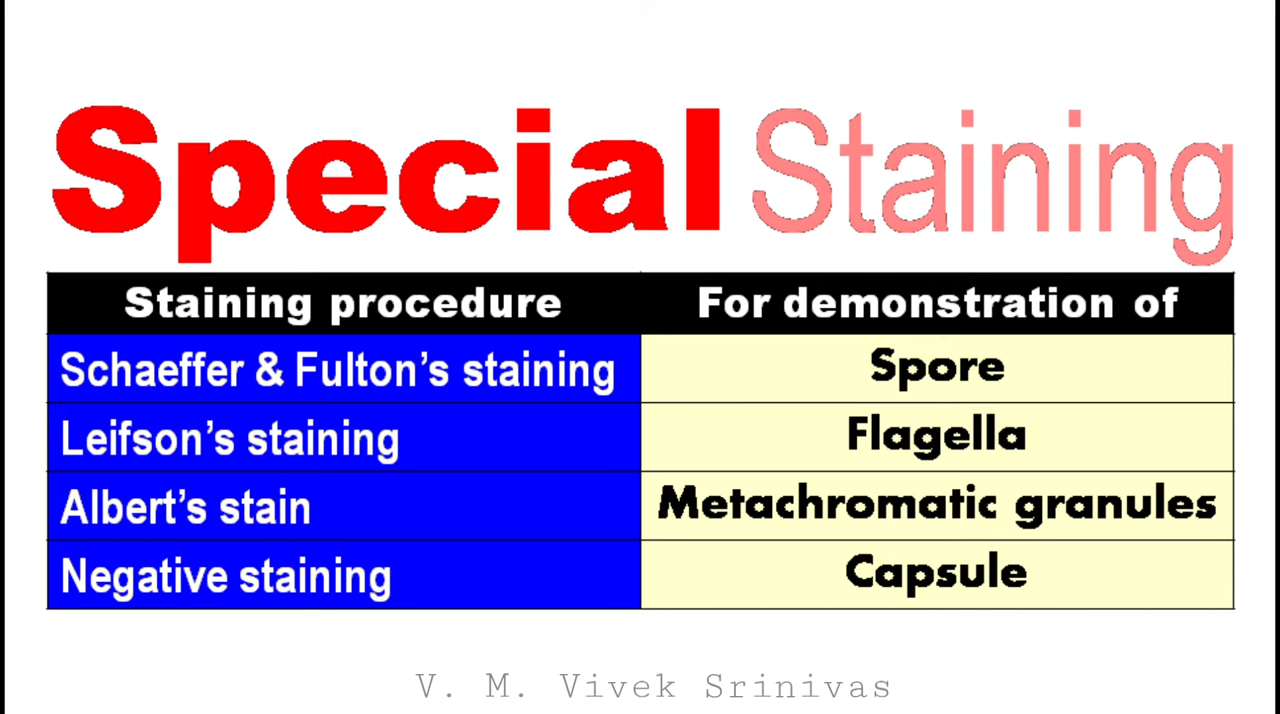 Special Staining
Staining procedure For demonstration of
Schaeffer & Fulton’s staining Spore
Leifson’s staining Flagella
Albert’s stain Metachromatic granules
Negative staining Capsule
V. M. Vivek Srinivas